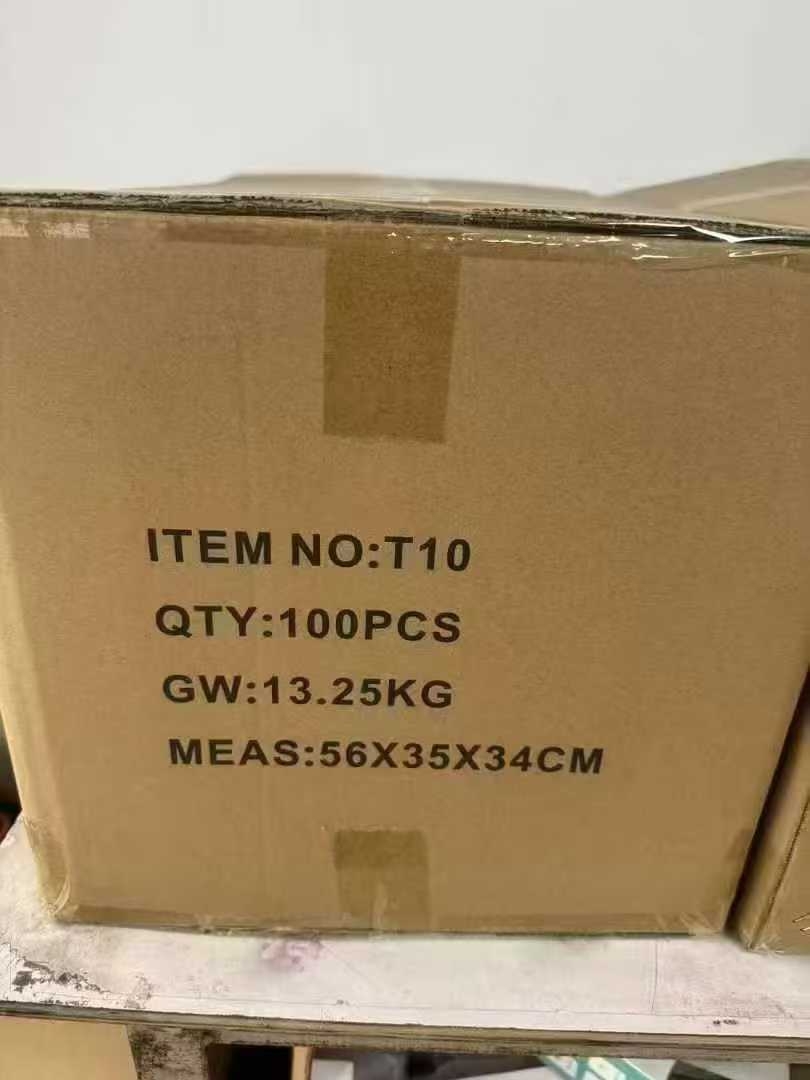 ITEM NO:T10
QTY:100PCS
GW:13.25KG
MEAS:56X35X34CM